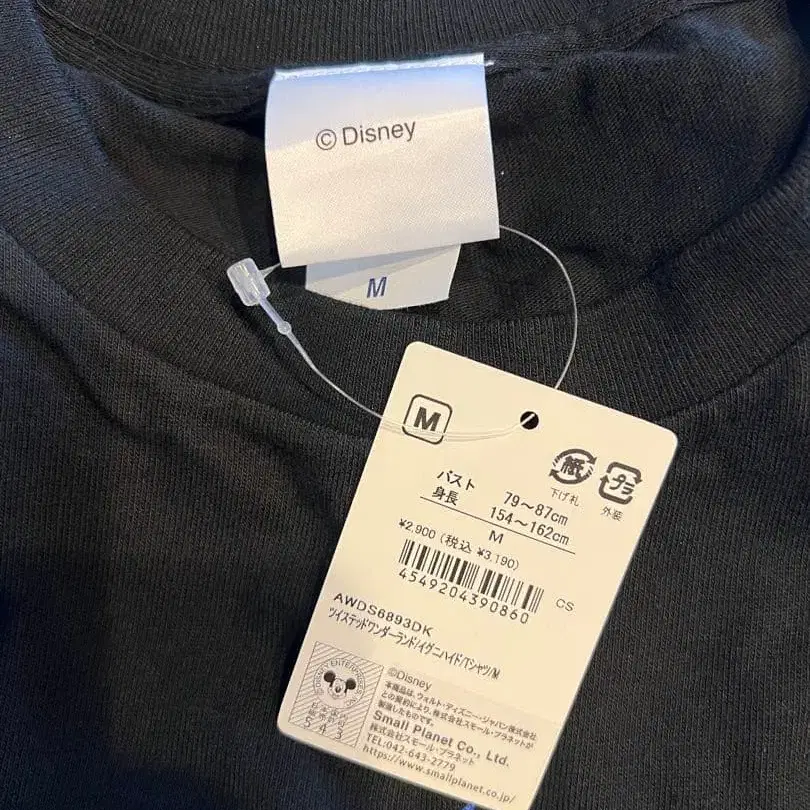 © Disney
M
M
バスト 79～87cm
身長 154～162cm
M
紙
下げ札
プラ
外装
¥2,900 (税込 ¥3,190)
4549204390860
CS
AWDS6893DK
ツイステッドワンダーランド/イグニハイド/Tシャツ/M
©Disney
本商品は、ウォルト・ディズニー・ジャパン株式会社
との契約により、株式会社スモール・プラネットが
製造したものです。
Small Planet Co., Ltd.
株式会社スモール・プラネット
TEL:042-643-2779
https://www.smallplanet.co.jp/